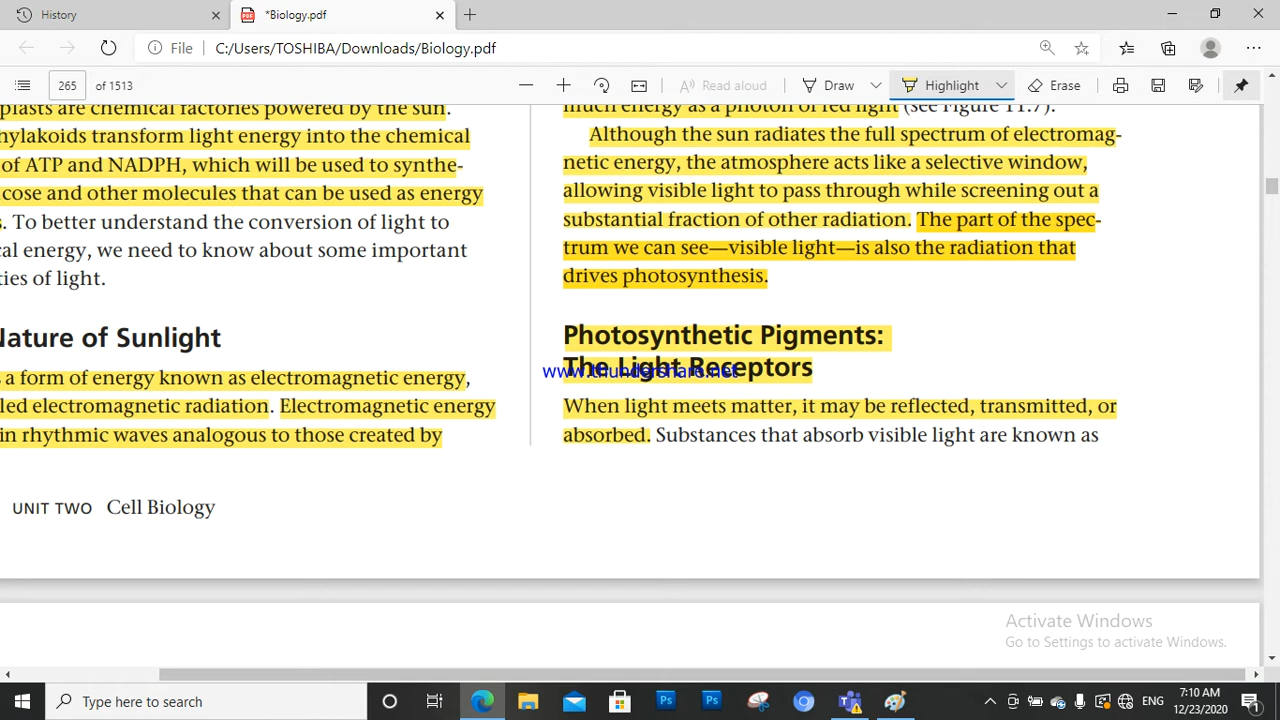 History
*Biology.pdf
File
C:/Users/TOSHIBA/Downloads/Biology.pdf
265 of 1513
Read aloud
Draw
Highlight
Erase
plasts are chemical factories powered by the sun.
hylakoids transform light energy into the chemical
of ATP and NADPH, which will be used to synthe-
cose and other molecules that can be used as energy
s. To better understand the conversion of light to
cal energy, we need to know about some important
ties of light.
Nature of Sunlight
a form of energy known as electromagnetic energy,
led electromagnetic radiation. Electromagnetic energy
in rhythmic waves analogous to those created by
UNIT TWO Cell Biology
much energy as a photon of red light (see Figure 11.7).
Although the sun radiates the full spectrum of electromag-
netic energy, the atmosphere acts like a selective window,
allowing visible light to pass through while screening out a
substantial fraction of other radiation. The part of the spec-
trum we can see—visible light—is also the radiation that
drives photosynthesis.
Photosynthetic Pigments:
The Light Receptors
www.thundershare.net
When light meets matter, it may be reflected, transmitted, or
absorbed. Substances that absorb visible light are known as
Activate Windows
Go to Settings to activate Windows.
Type here to search
Ps
Ps
ENG
7:10 AM
12/23/2020
1